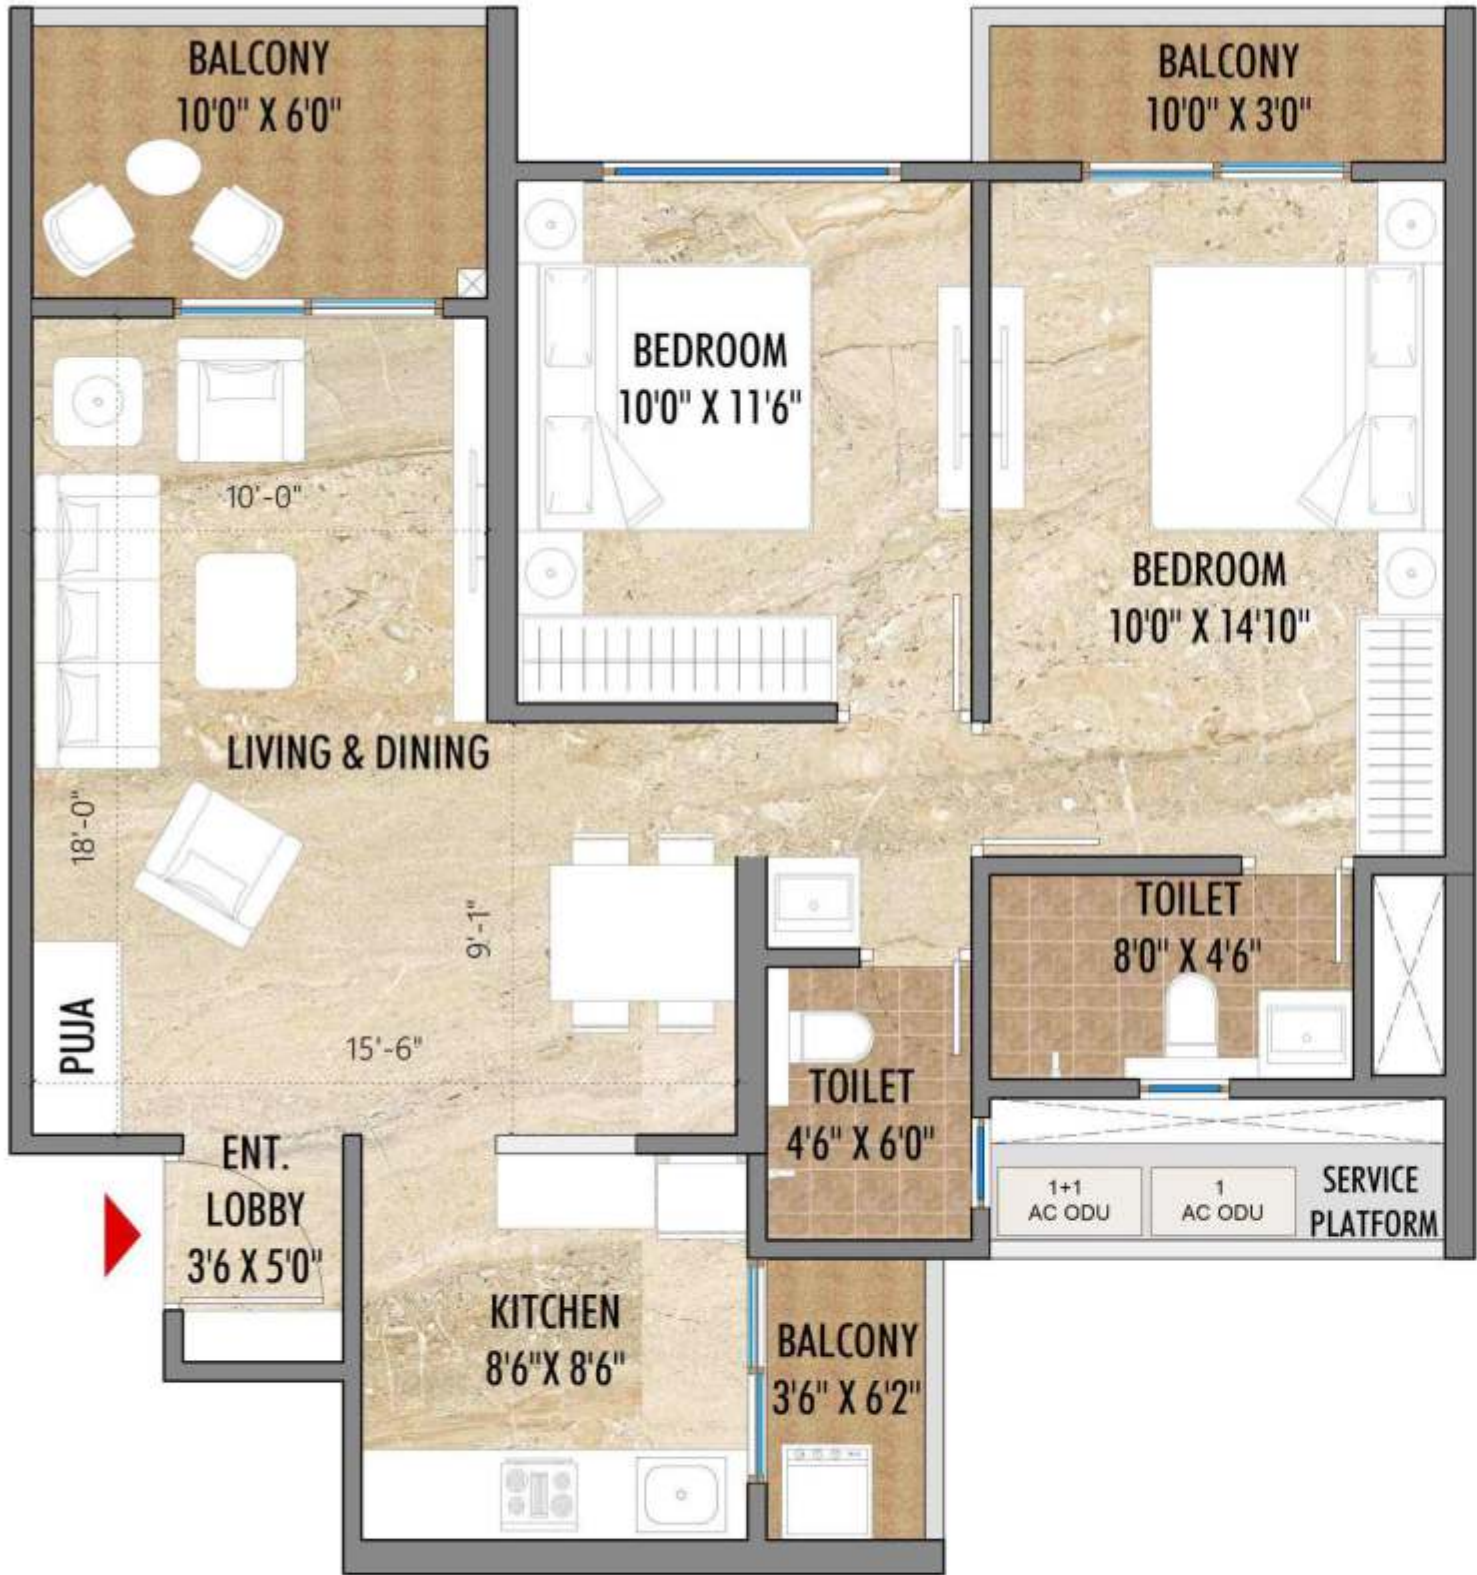 BALCONY
10'0" X 6'0"
BALCONY
10'0" X 3'0"
BEDROOM
10'0" X 11'6"
10'-0"
BEDROOM
10'0" X 14'10"
LIVING & DINING
18'-0"
9'-1"
TOILET
8'0" X 4'6"
PUJA
15'-6"
TOILET
4'6" X 6'0"
ENT.
LOBBY
3'6 X 5'0"
1+1
AC ODU
1
AC ODU
SERVICE
PLATFORM
KITCHEN
8'6"X 8'6"
BALCONY
3'6" X 6'2"